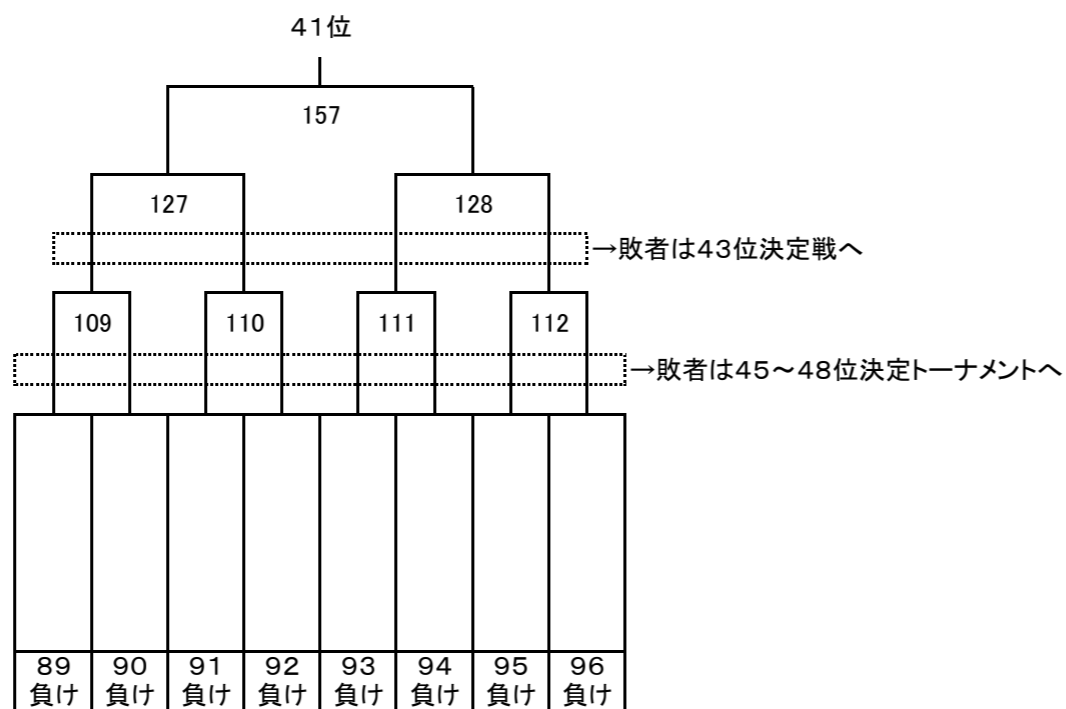 41位
157
127 128
→敗者は43位決定戦へ
109 110 111 112
→敗者は45～48位決定トーナメントへ
89 90 91 92 93 94 95 96
負け 負け 負け 負け 負け 負け 負け 負け